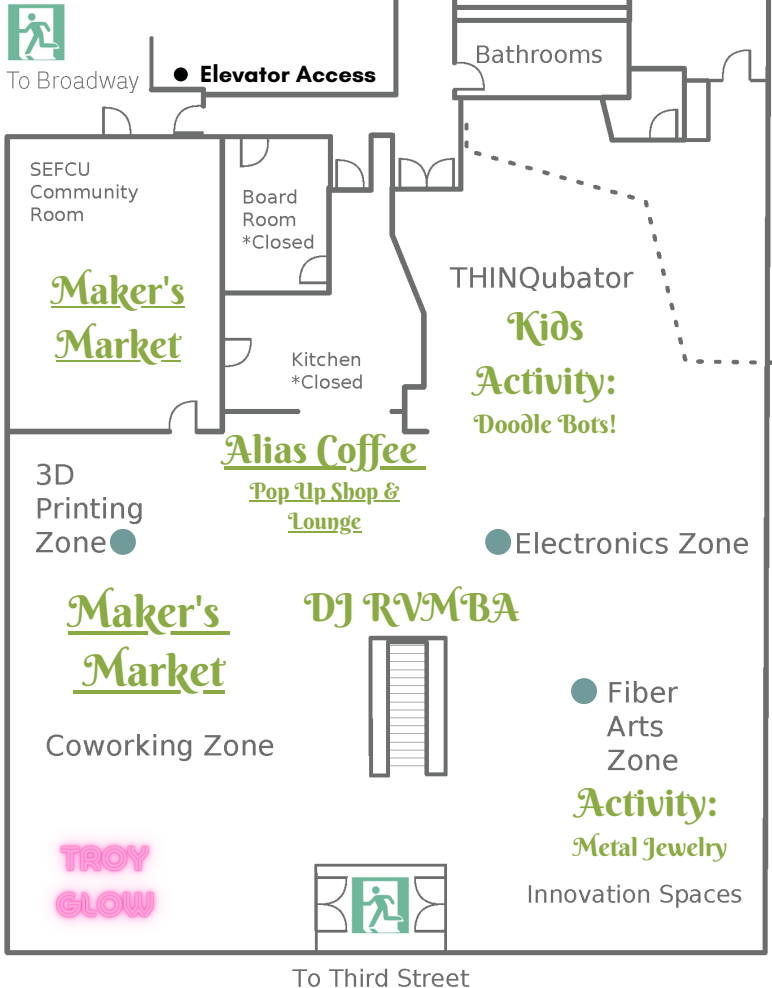 To Broadway
Elevator Access
Bathrooms
SEFCU
Community
Room
Board
Room
*Closed
Maker's
Market
THINQubator
Kids
Activity:
Doodle Bots!
Kitchen
*Closed
Alias Coffee
Pop Up Shop &
Lounge
3D
Printing
Zone
Electronics Zone
Maker's
Market
DJ RVMBA
Fiber
Arts
Zone
Coworking Zone
Activity:
Metal Jewelry
TROY
GLOW
Innovation Spaces
To Third Street